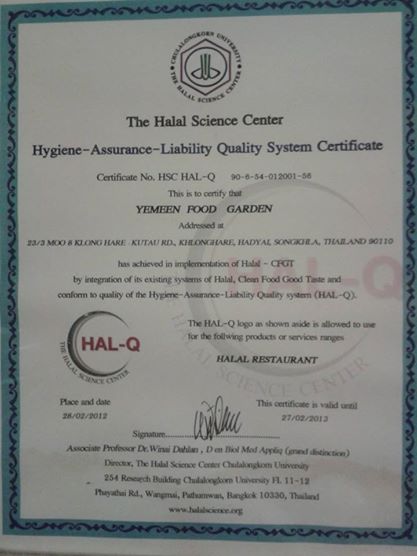 CHULALONGKORN UNIVERSITY
THE HALAL SCIENCE CENTER
The Halal Science Center
Hygiene-Assurance-Liability Quality System Certificate
Certificate No. HSC HAL-Q 90-6-54-012001-56
This is to certify that
YEMEEN FOOD GARDEN
Addressed at
23/3 MOO 8 KLONG HARE - KUTAU RD., KHLONGHARE, HADYAI, SONGKHLA, THAILAND 90110
has achieved in implementation of Halal - CFGT
by integration of its existing systems of Halal, Clean Food Good Taste and
conform to quality of the Hygiene-Assurance-Liability Quality system (HAL-Q).
HAL-Q
THE HALAL SCIENCE CENTER
The HAL-Q logo as shown aside is allowed to use
for the follwing products or services ranges
HALAL RESTAURANT
HAL-Q
HALAL SCIENCE CENTER
Place and date
28/02/2012
This certificate is valid until
27/02/2013
Signature
Associate Professor Dr.Winai Dahlan , D en Biol Med Appliq (grand distinction)
Director, The Halal Science Center Chulalongkorn University
254 Research Building Chulalongkorn University FL 11-12
Phayathai Rd., Wangmai, Pathumwan, Bangkok 10330, Thailand
www.halalscience.org